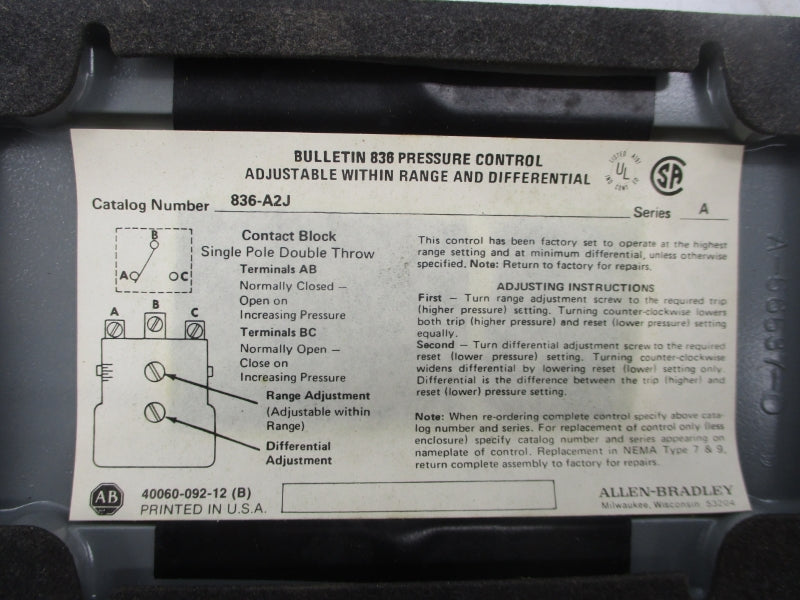 BULLETIN 836 PRESSURE CONTROL
ADJUSTABLE WITHIN RANGE AND DIFFERENTIAL
LISTED
UL
SA
Catalog Number 836-A2J
Series A
B
A C
A B C
Contact Block
Single Pole Double Throw
Terminals AB
Normally Closed –
Open on
Increasing Pressure
Terminals BC
Normally Open –
Close on
Increasing Pressure
Range Adjustment
(Adjustable within
Range)
Differential
Adjustment
This control has been factory set to operate at the highest
range setting and at minimum differential, unless otherwise
specified. Note: Return to factory for repairs.
ADJUSTING INSTRUCTIONS
First – Turn range adjustment screw to the required trip
(higher pressure) setting. Turning counter-clockwise lowers
both trip (higher pressure) and reset (lower pressure) setting
equally.
Second – Turn differential adjustment screw to the required
reset (lower pressure) setting. Turning counter-clockwise
widens differential by lowering reset (lower) setting only.
Differential is the difference between the trip (higher) and
reset (lower) pressure setting.
Note: When re-ordering complete control specify above cata-
log number and series. For replacement of control only (less
enclosure) specify catalog number and series appearing on
nameplate of control. Replacement in NEMA Type 7 & 9,
return complete assembly to factory for repairs.
AB
40060-092-12 (B)
PRINTED IN U.S.A.
ALLEN-BRADLEY
Milwaukee, Wisconsin 53204